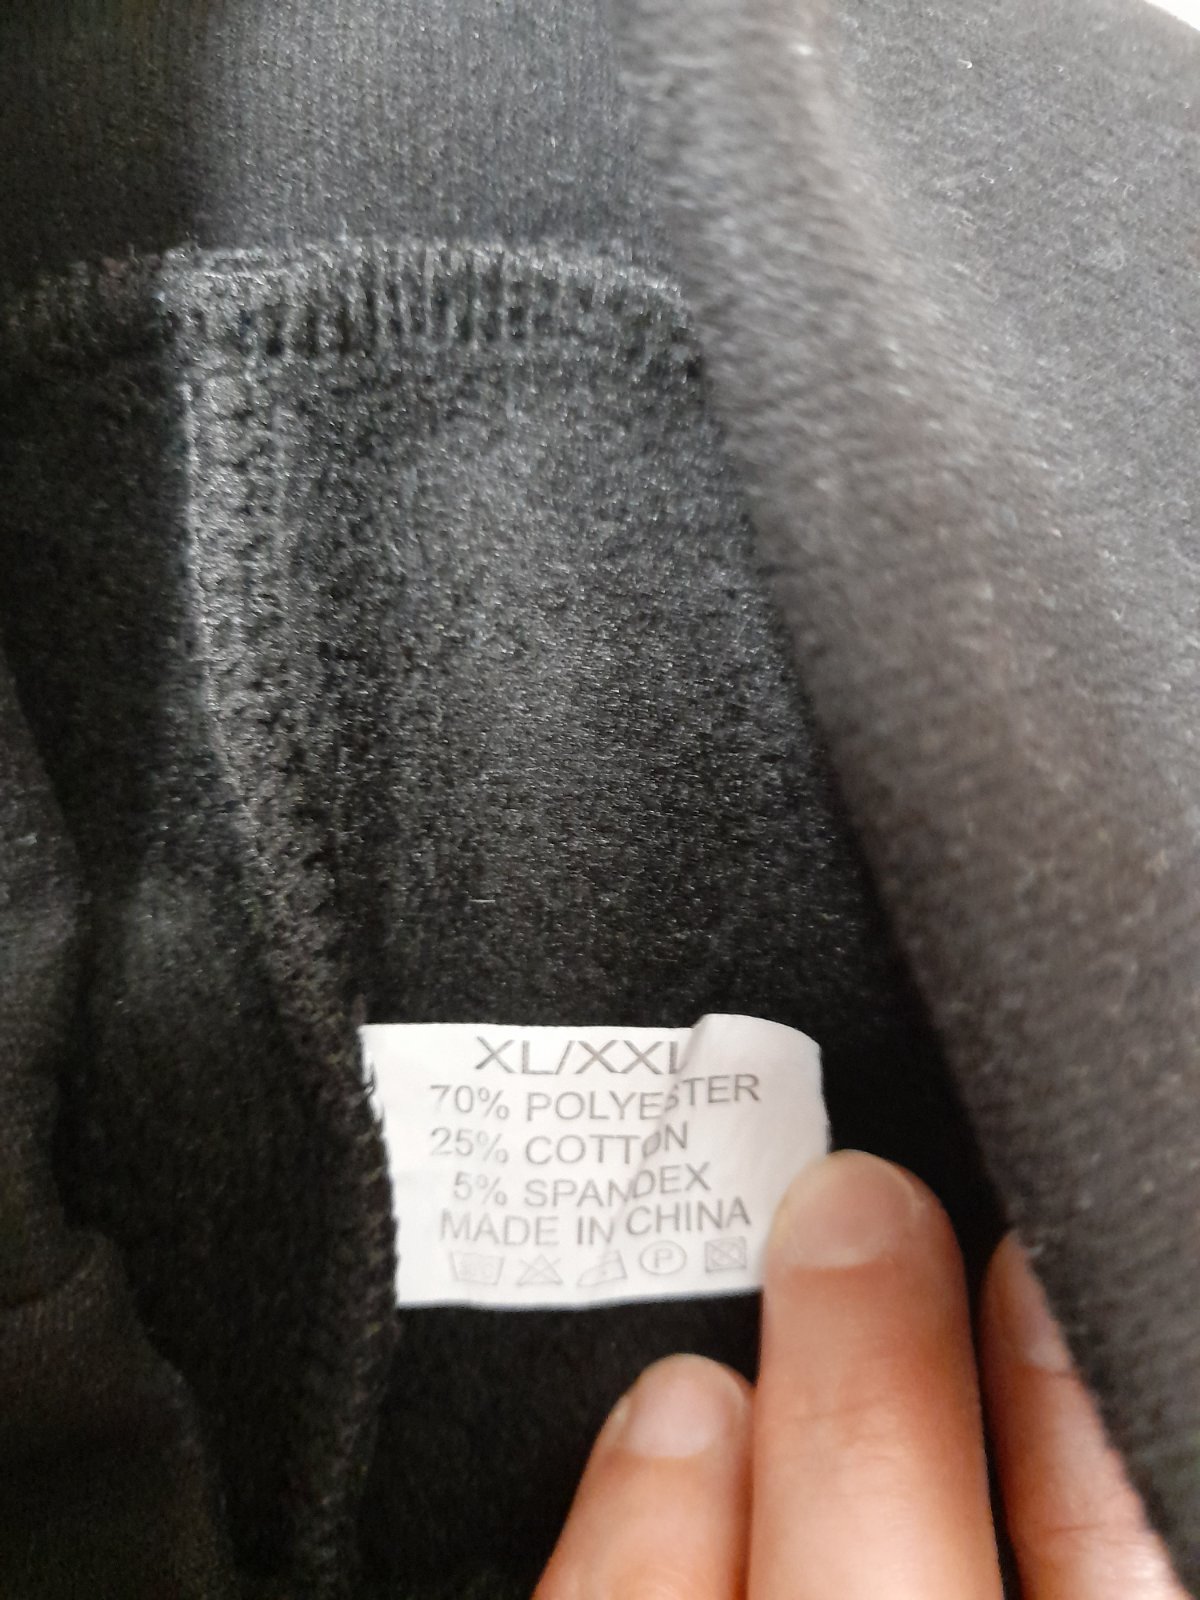 XL/XXL
70% POLYESTER
25% COTTON
5% SPANDEX
MADE IN CHINA
P